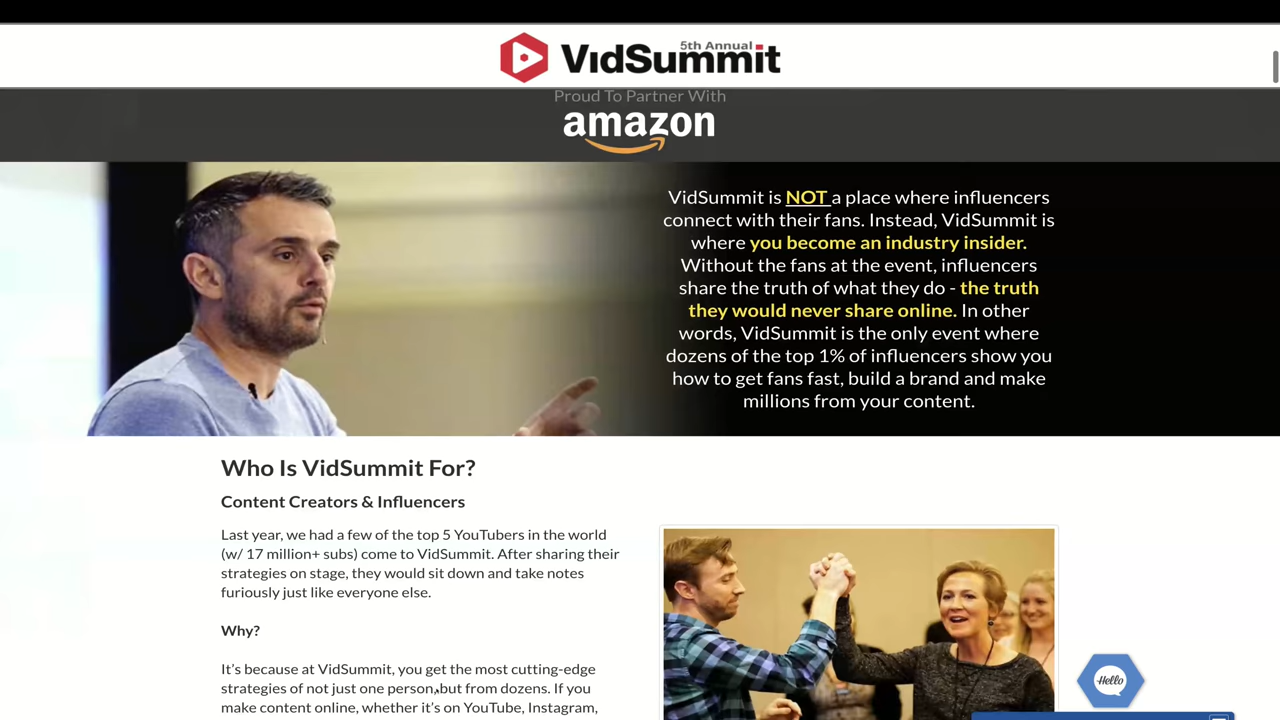 5th Annual
VidSummit
Proud To Partner With
amazon
VidSummit is NOT a place where influencers
connect with their fans. Instead, VidSummit is
where you become an industry insider.
Without the fans at the event, influencers
share the truth of what they do - the truth
they would never share online. In other
words, VidSummit is the only event where
dozens of the top 1% of influencers show you
how to get fans fast, build a brand and make
millions from your content.
Who Is VidSummit For?
Content Creators & Influencers
Last year, we had a few of the top 5 YouTubers in the world
(w/ 17 million+ subs) come to VidSummit. After sharing their
strategies on stage, they would sit down and take notes
furiously just like everyone else.
Why?
It's because at VidSummit, you get the most cutting-edge
strategies of not just one person, but from dozens. If you
make content online, whether it's on YouTube, Instagram,
Hello